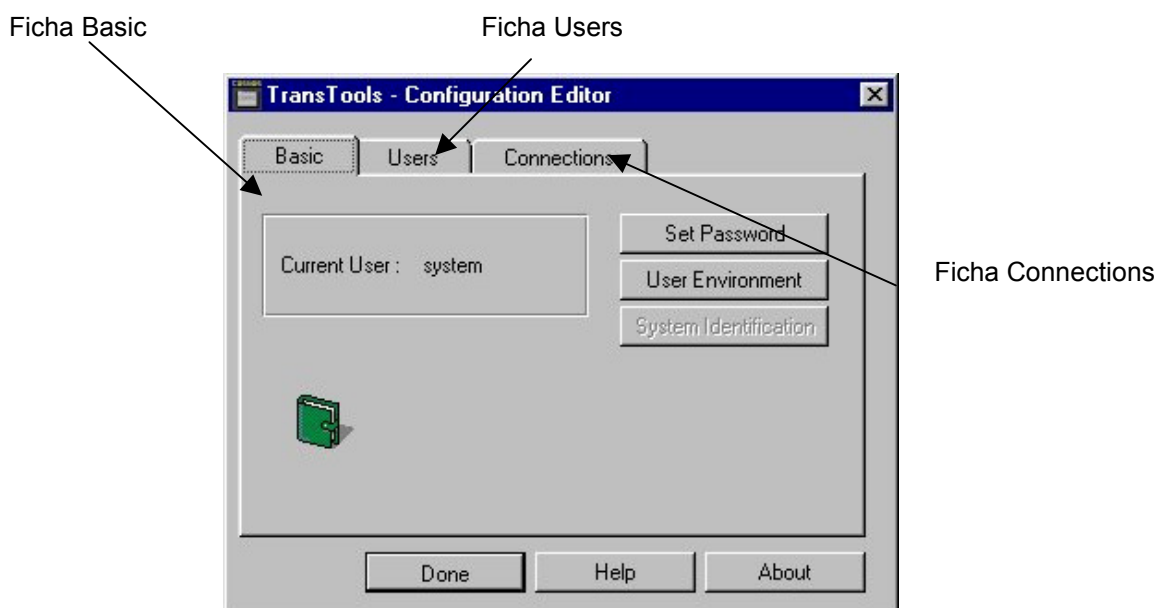 Ficha Basic
Ficha Users
TransTools - Configuration Editor
Basic
Users
Connections
Set Password
Current User : system
User Environment
Ficha Connections
System Identification
Done
Help
About